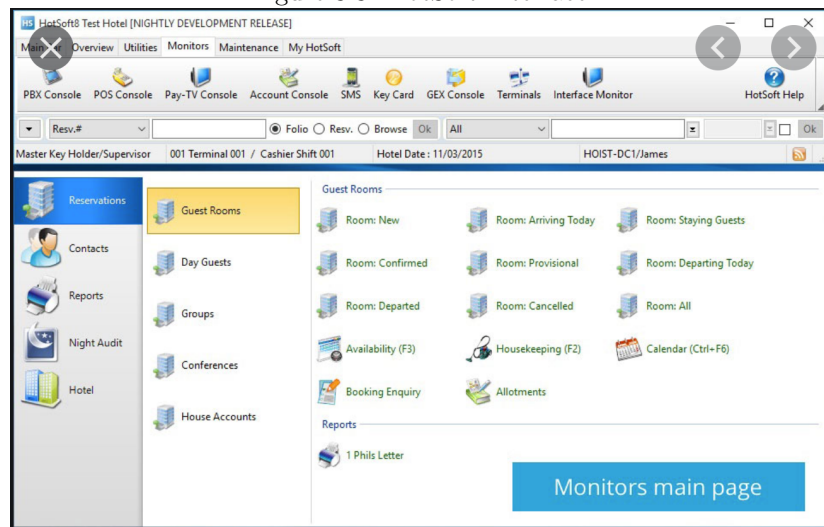 HS HotSoft8 Test Hotel [NIGHTLY DEVELOPMENT RELEASE]
Overview Utilities Monitors Maintenance My HotSoft
PBX Console POS Console Pay-TV Console Account Console SMS Key Card GEX Console Terminals Interface Monitor HotSoft Help
Resv.# Folio Resv. Browse Ok All Ok
Master Key Holder/Supervisor 001 Terminal 001 / Cashier Shift 001 Hotel Date : 11/03/2015 HOIST-DC1/James
Guest Rooms
Reservations Guest Rooms Room: New Room: Arriving Today Room: Staying Guests
Contacts Day Guests Room: Confirmed Room: Provisional Room: Departing Today
Reports Groups Room: Departed Room: Cancelled Room: All
Night Audit Conferences Availability (F3) Housekeeping (F2) Calendar (Ctrl+F6)
Hotel House Accounts Booking Enquiry Allotments
Reports
1 Phils Letter
Monitors main page